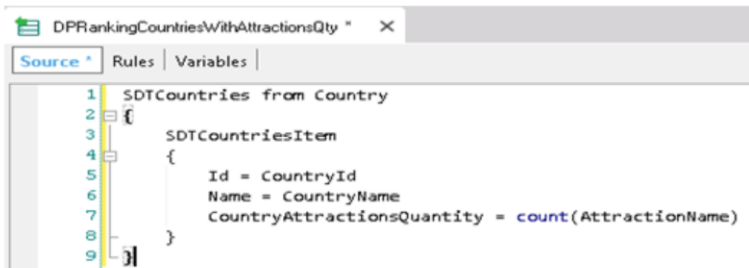 DPRankingCountriesWithAttractionsQty * ×
Source * Rules Variables
1 SDTCountries from Country
2 {
3 SDTCountriesItem
4 {
5 Id = CountryId
6 Name = CountryName
7 CountryAttractionsQuantity = count(AttractionName)
8 }
9 }